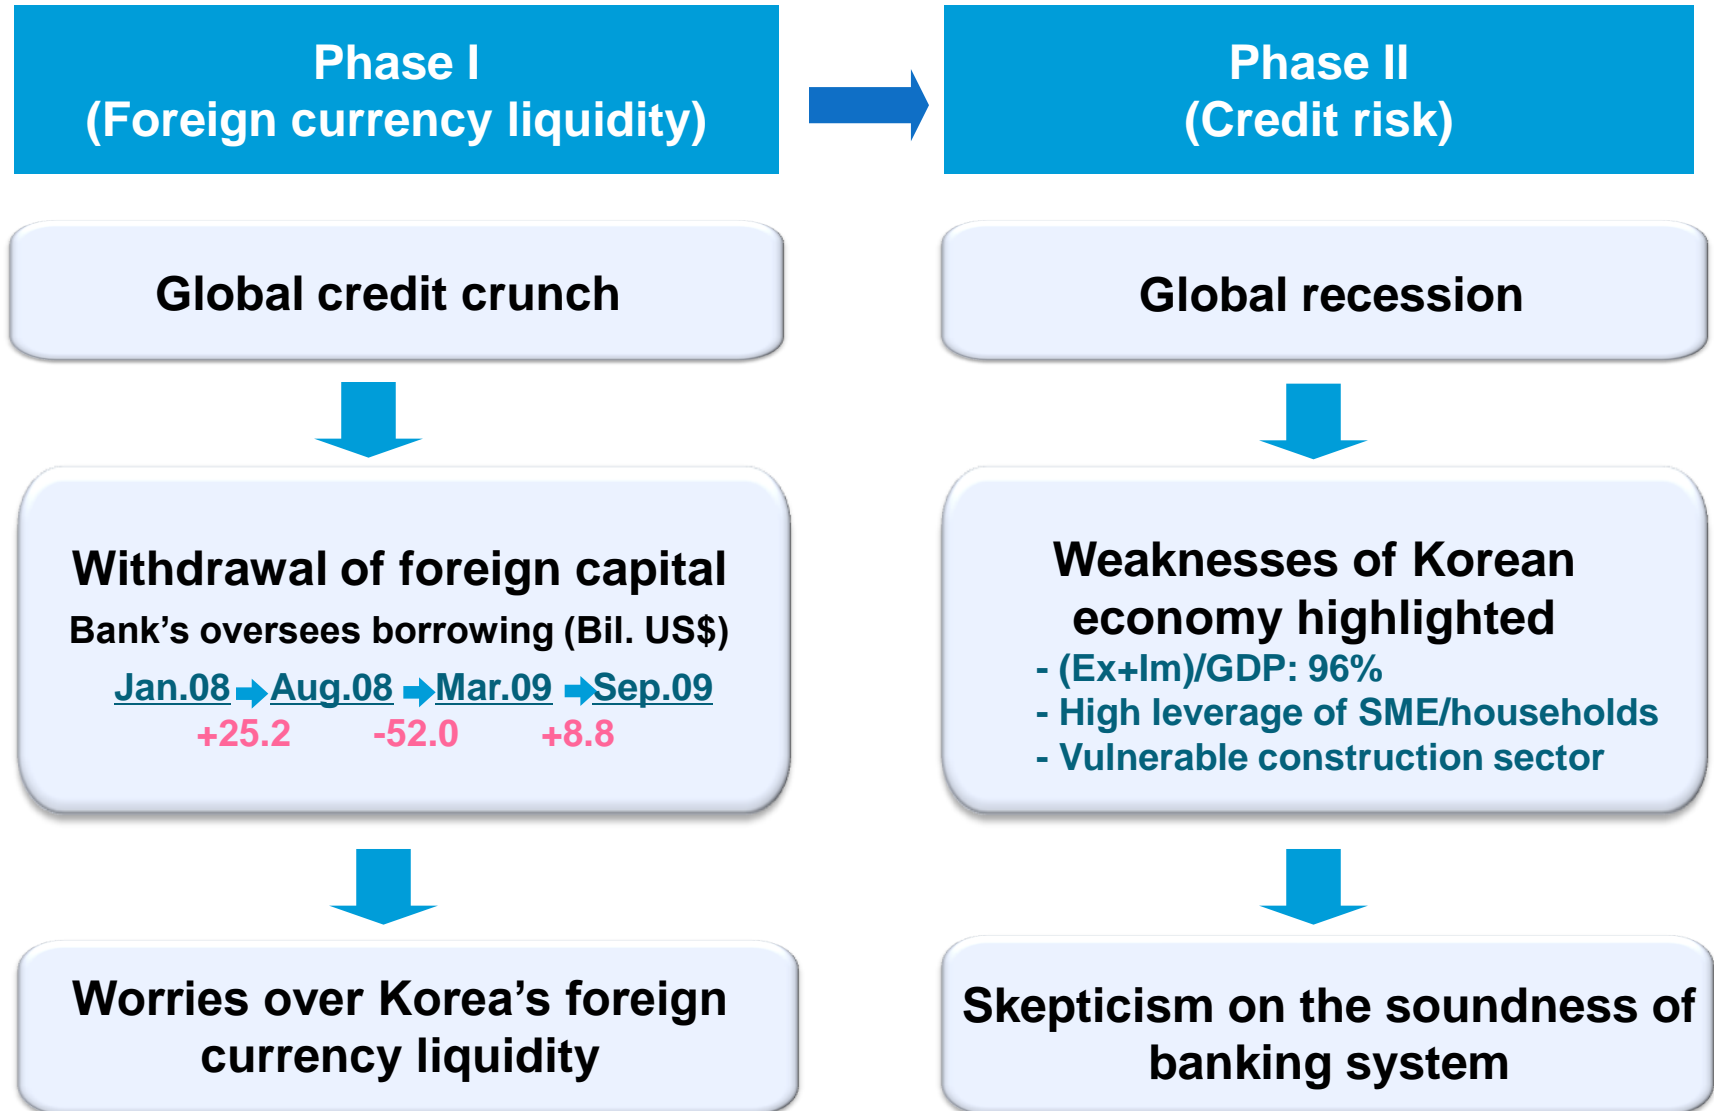 Phase I
(Foreign currency liquidity)
Global credit crunch
Withdrawal of foreign capital
Bank’s oversees borrowing (Bil. US$)
Jan.08 Aug.08 Mar.09 Sep.09
+25.2 -52.0 +8.8
Worries over Korea’s foreign
currency liquidity
Phase II
(Credit risk)
Global recession
Weaknesses of Korean
economy highlighted
- (Ex+Im)/GDP: 96%
- High leverage of SME/households
- Vulnerable construction sector
Skepticism on the soundness of
banking system